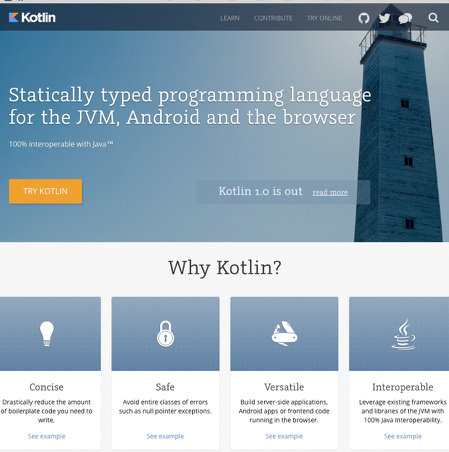 Kotlin
LEARN CONTRIBUTE TRY ONLINE
Statically typed programming language
for the JVM, Android and the browser
100% interoperable with Java™
TRY KOTLIN
Kotlin 1.0 is out read more
Why Kotlin?
Concise
Drastically reduce the amount
of boilerplate code you need to
write.
See example
Safe
Avoid entire classes of errors
such as null pointer exceptions.
See example
Versatile
Build server-side applications,
Android apps or frontend code
running in the browser.
See example
Interoperable
Leverage existing frameworks
and libraries of the JVM with
100% Java Interoperability.
See example